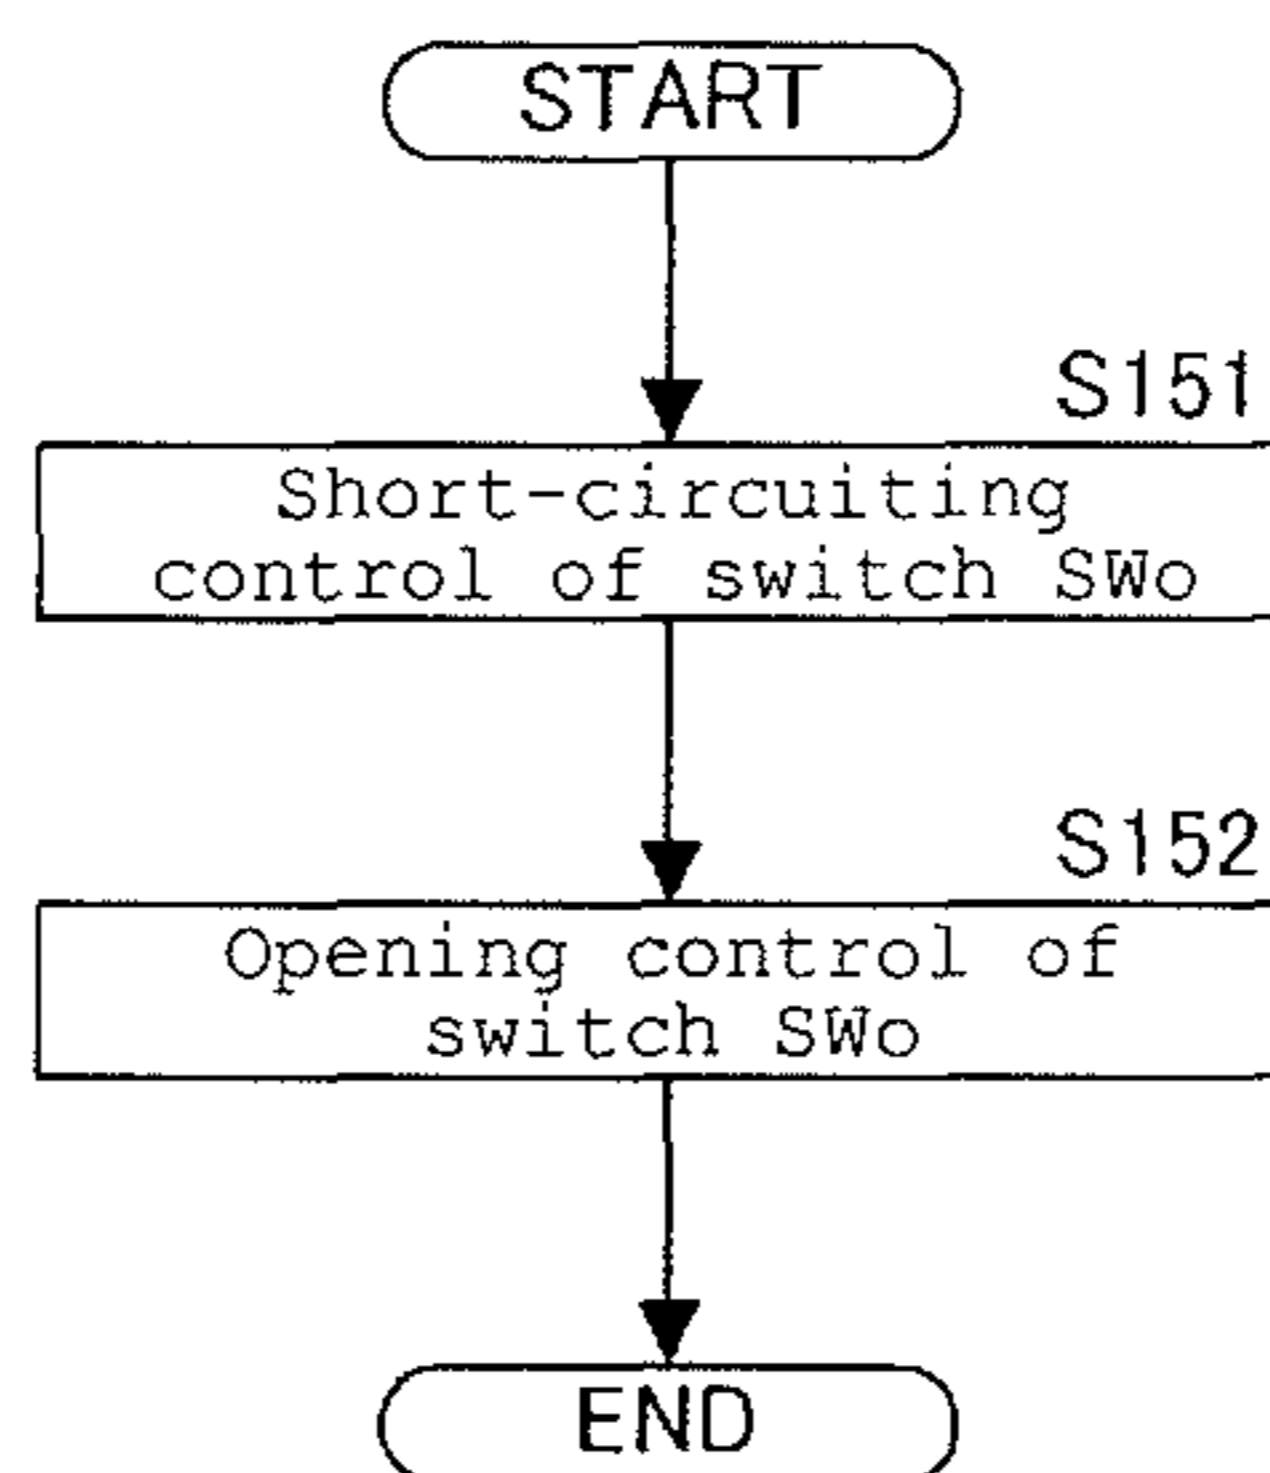 START
S151
Short-circuiting
control of switch SWo
S152
Opening control of
switch SWo
END